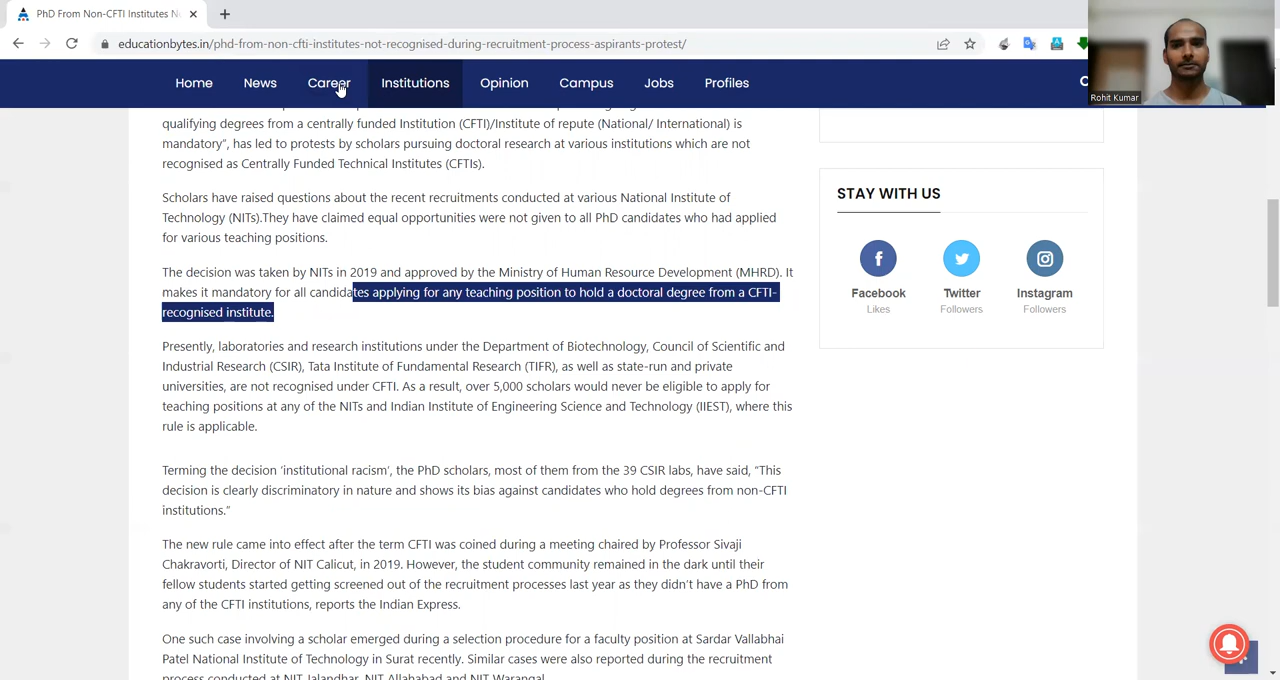 PhD From Non-CFTI Institutes N
educationbytes.in/phd-from-non-cfti-institutes-not-recognised-during-recruitment-process-aspirants-protest/
Rohit Kumar
Home News Career Institutions Opinion Campus Jobs Profiles
qualifying degrees from a centrally funded Institution (CFTI)/Institute of repute (National/ International) is
mandatory”, has led to protests by scholars pursuing doctoral research at various institutions which are not
recognised as Centrally Funded Technical Institutes (CFTIs).
Scholars have raised questions about the recent recruitments conducted at various National Institute of
Technology (NITs).They have claimed equal opportunities were not given to all PhD candidates who had applied
for various teaching positions.
The decision was taken by NITs in 2019 and approved by the Ministry of Human Resource Development (MHRD). It
makes it mandatory for all candidates applying for any teaching position to hold a doctoral degree from a CFTI-
recognised institute.
Presently, laboratories and research institutions under the Department of Biotechnology, Council of Scientific and
Industrial Research (CSIR), Tata Institute of Fundamental Research (TIFR), as well as state-run and private
universities, are not recognised under CFTI. As a result, over 5,000 scholars would never be eligible to apply for
teaching positions at any of the NITs and Indian Institute of Engineering Science and Technology (IIEST), where this
rule is applicable.
Terming the decision ‘institutional racism’, the PhD scholars, most of them from the 39 CSIR labs, have said, “This
decision is clearly discriminatory in nature and shows its bias against candidates who hold degrees from non-CFTI
institutions.”
The new rule came into effect after the term CFTI was coined during a meeting chaired by Professor Sivaji
Chakravorti, Director of NIT Calicut, in 2019. However, the student community remained in the dark until their
fellow students started getting screened out of the recruitment processes last year as they didn’t have a PhD from
any of the CFTI institutions, reports the Indian Express.
One such case involving a scholar emerged during a selection procedure for a faculty position at Sardar Vallabhai
Patel National Institute of Technology in Surat recently. Similar cases were also reported during the recruitment
process conducted at NIT Jalandhar, NIT Allahabad and NIT Warangal.
STAY WITH US
Facebook Twitter Instagram
Likes Followers Followers